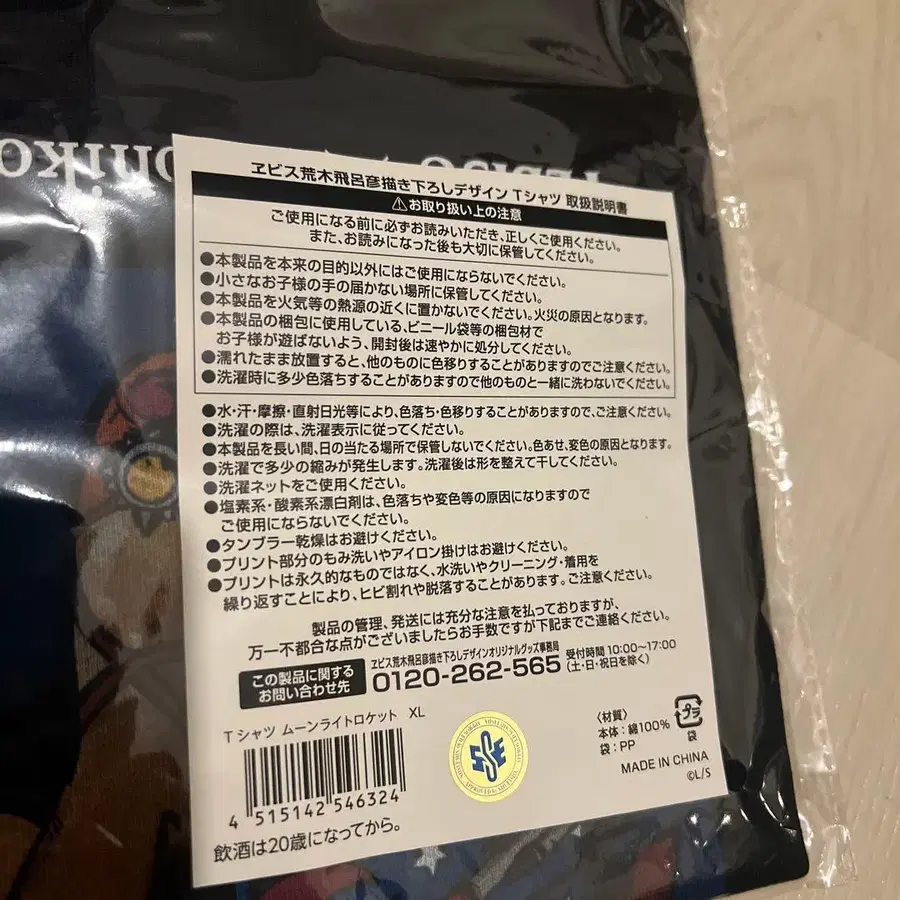 ヱビス荒木飛呂彦描き下ろしデザイン Tシャツ 取扱説明書
⚠お取り扱い上の注意
ご使用になる前に必ずお読みいただき、正しくご使用ください。
また、お読みになった後も大切に保管してください。
●本製品を本来の目的以外にはご使用にならないでください。
●小さなお子様の手の届かない場所に保管してください。
●本製品を火気等の熱源の近くに置かないでください。火災の原因となります。
●本製品の梱包に使用している、ビニール袋等の梱包材で
お子様が遊ばないよう、開封後は速やかに処分してください。
●濡れたまま放置すると、他のものに色移りすることがありますのでご注意ください。
●洗濯時に多少色落ちすることがありますので他のものと一緒に洗わないでください。
●水・汗・摩擦・直射日光等により、色落ち・色移りすることがありますので、ご注意ください。
●洗濯の際は、洗濯表示に従ってください。
●本製品を長い間、日の当たる場所で保管しないでください。色あせ、変色の原因となります。
●洗濯で多少の縮みが発生します。洗濯後は形を整えて干してください。
●洗濯ネットをご使用ください。
●塩素系・酸素系漂白剤は、色落ちや変色等の原因になりますので
ご使用にならないでください。
●タンブラー乾燥はお避けください。
●プリント部分のもみ洗いやアイロン掛けはお避けください。
●プリントは永久的なものではなく、水洗いやクリーニング・着用を
繰り返すことにより、ヒビ割れや脱落することがあります。ご注意ください。
製品の管理、発送には充分な注意を払っておりますが、
万一不都合な点がございましたらお手数ですが下記までご連絡ください。
この製品に関する
お問い合わせ先
ヱビス荒木飛呂彦描き下ろしデザインオリジナルグッズ事務局
0120-262-565
受付時間 10:00~17:00
(土・日・祝日を除く)
Tシャツ ムーンライトロケット XL
〈材質〉
本体：綿100%
袋：PP
プラ
袋
MADE IN CHINA
©L/S
4 515142 546324
飲酒は20歳になってから。